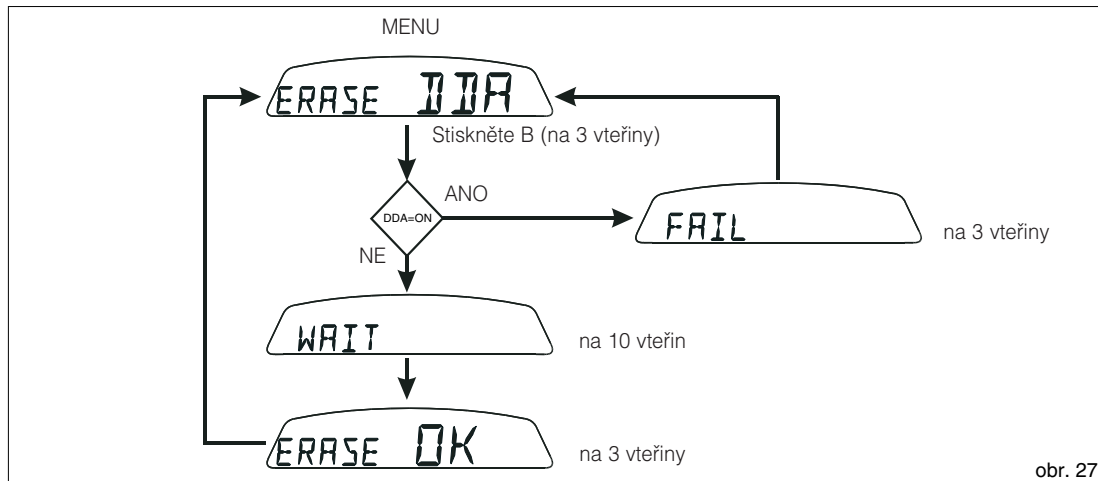 MENU
ERASE DDA
Stiskněte B (na 3 vteřiny)
ANO
DDA=ON
FAIL
na 3 vteřiny
NE
WAIT
na 10 vteřin
ERASE OK
na 3 vteřiny
obr. 27